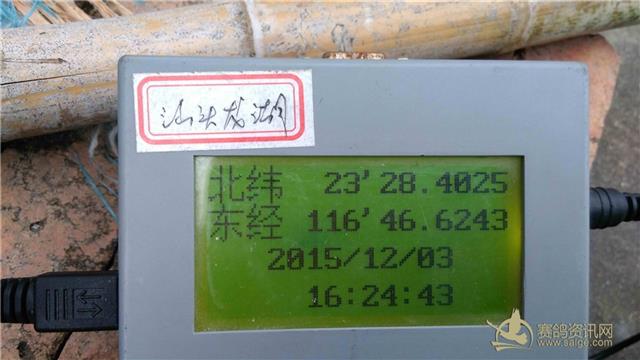 汕头龙湖
北纬 23'28.4025
东经 116'46.6243
2015/12/03
16:24:43
赛鸽资讯网
www.saige.com